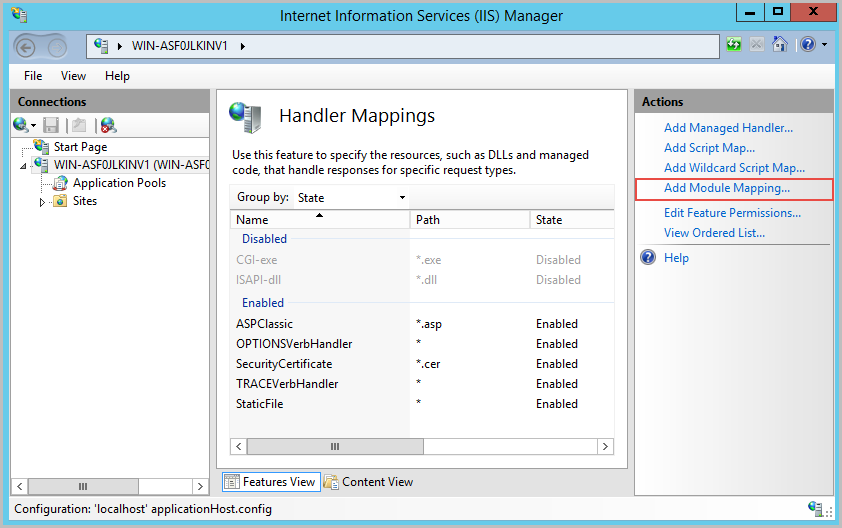 Internet Information Services (IIS) Manager
WIN-ASF0JLKINV1
File View Help
Connections
Start Page
WIN-ASF0JLKINV1 (WIN-ASF0
Application Pools
Sites
Handler Mappings
Use this feature to specify the resources, such as DLLs and managed
code, that handle responses for specific request types.
Group by: State
Name Path State
Disabled
CGI-exe *.exe Disabled
ISAPI-dll *.dll Disabled
Enabled
ASPClassic *.asp Enabled
OPTIONSVerbHandler * Enabled
SecurityCertificate *.cer Enabled
TRACEVerbHandler * Enabled
StaticFile * Enabled
Features View Content View
Actions
Add Managed Handler...
Add Script Map...
Add Wildcard Script Map...
Add Module Mapping...
Edit Feature Permissions...
View Ordered List...
Help
Configuration: 'localhost' applicationHost.config